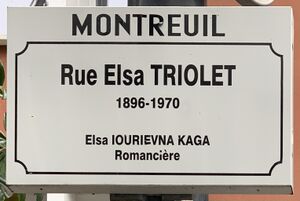 MONTREUIL
Rue Elsa TRIOLET
1896-1970
Elsa IOURIEVNA KAGA
Romancière